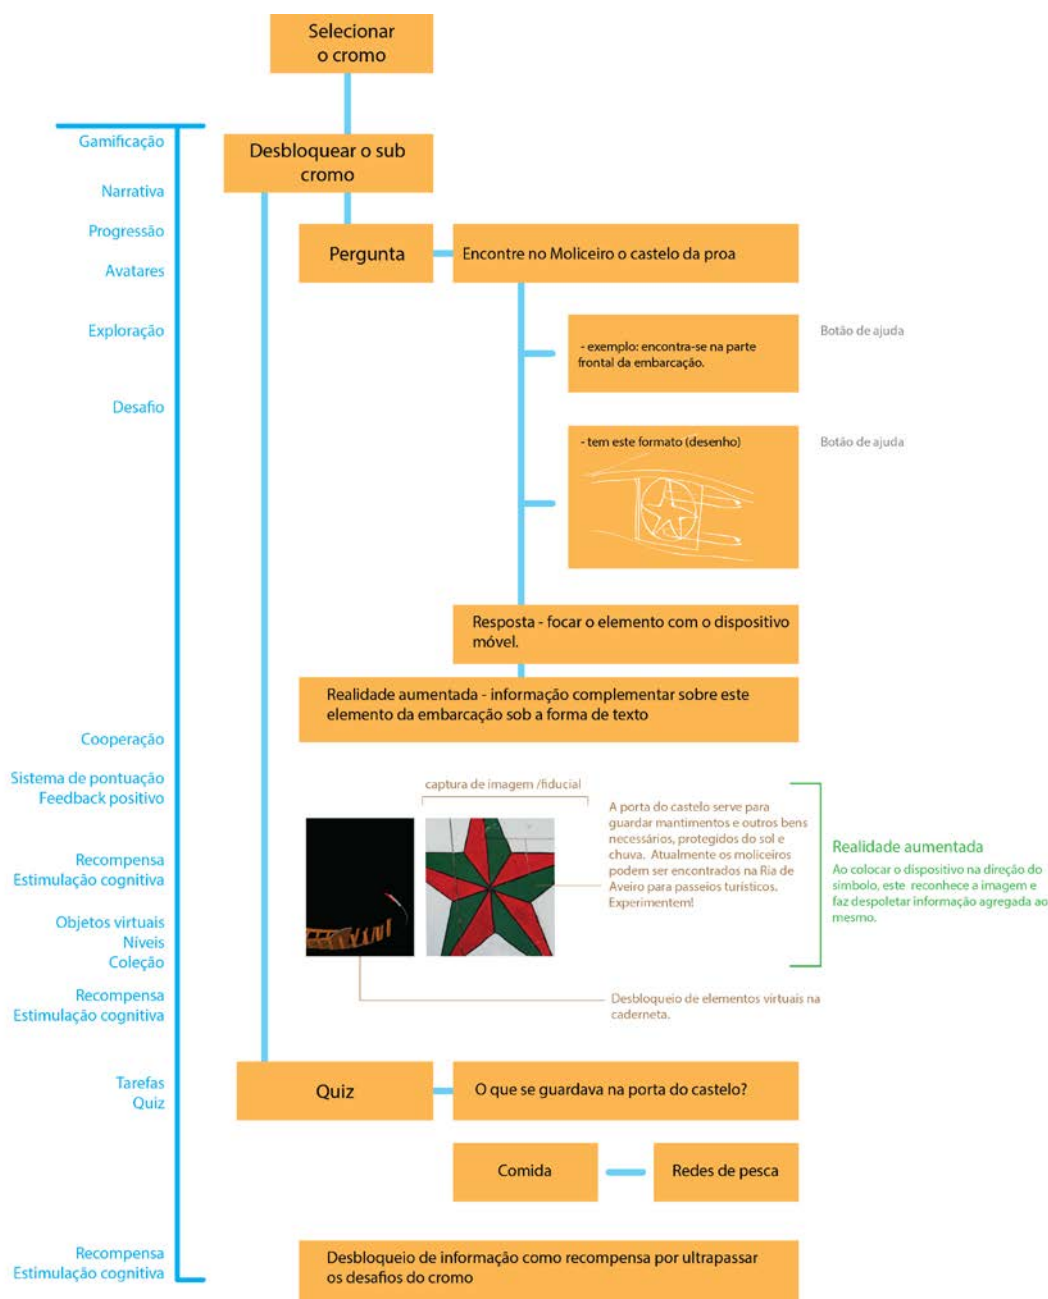 Selecionar
o cromo
Gamificação
Desbloquear o sub
cromo
Narrativa
Progressão
Pergunta
Encontre no Moliceiro o castelo da proa
Avatares
Exploração
- exemplo: encontra-se na parte
frontal da embarcação.
Botão de ajuda
Desafio
- tem este formato (desenho)
Botão de ajuda
Resposta - focar o elemento com o dispositivo
móvel.
Realidade aumentada - informação complementar sobre este
elemento da embarcação sob a forma de texto
Cooperação
Sistema de pontuação
Feedback positivo
captura de imagem /fiducial
A porta do castelo serve para
guardar mantimentos e outros bens
necessários, protegidos do sol e
chuva. Atualmente os moliceiros
podem ser encontrados na Ria de
Aveiro para passeios turísticos.
Experimentem!
Realidade aumentada
Ao colocar o dispositivo na direção do
símbolo, este reconhece a imagem e
faz despoletar informação agregada ao
mesmo.
Recompensa
Estimulação cognitiva
Objetos virtuais
Níveis
Coleção
Recompensa
Estimulação cognitiva
Desbloqueio de elementos virtuais na
caderneta.
Tarefas
Quiz
Quiz
O que se guardava na porta do castelo?
Comida
Redes de pesca
Recompensa
Estimulação cognitiva
Desbloqueio de informação como recompensa por ultrapassar
os desafios do cromo